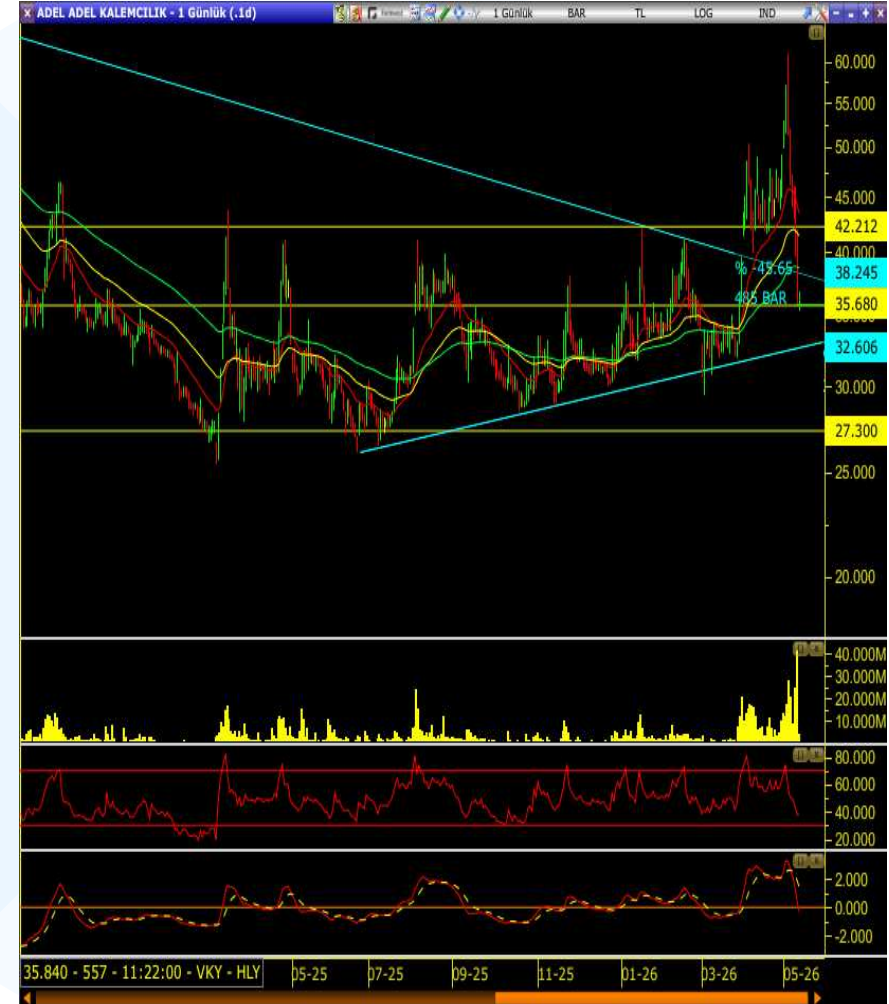 ADEL ADEL KALEMCILIK - 1 Günlük (.1d)
1 Günlük BAR TL LOG IND
60.000
55.000
50.000
45.000
42.212
40.000
% -45.65
38.245
485 BAR
35.680
32.606
30.000
27.300
25.000
20.000
40.000M
30.000M
20.000M
10.000M
80.000
60.000
40.000
20.000
2.000
0.000
-2.000
35.840 - 557 - 11:22:00 - VKY - HLY
05-25 07-25 09-25 11-25 01-26 03-26 05-26